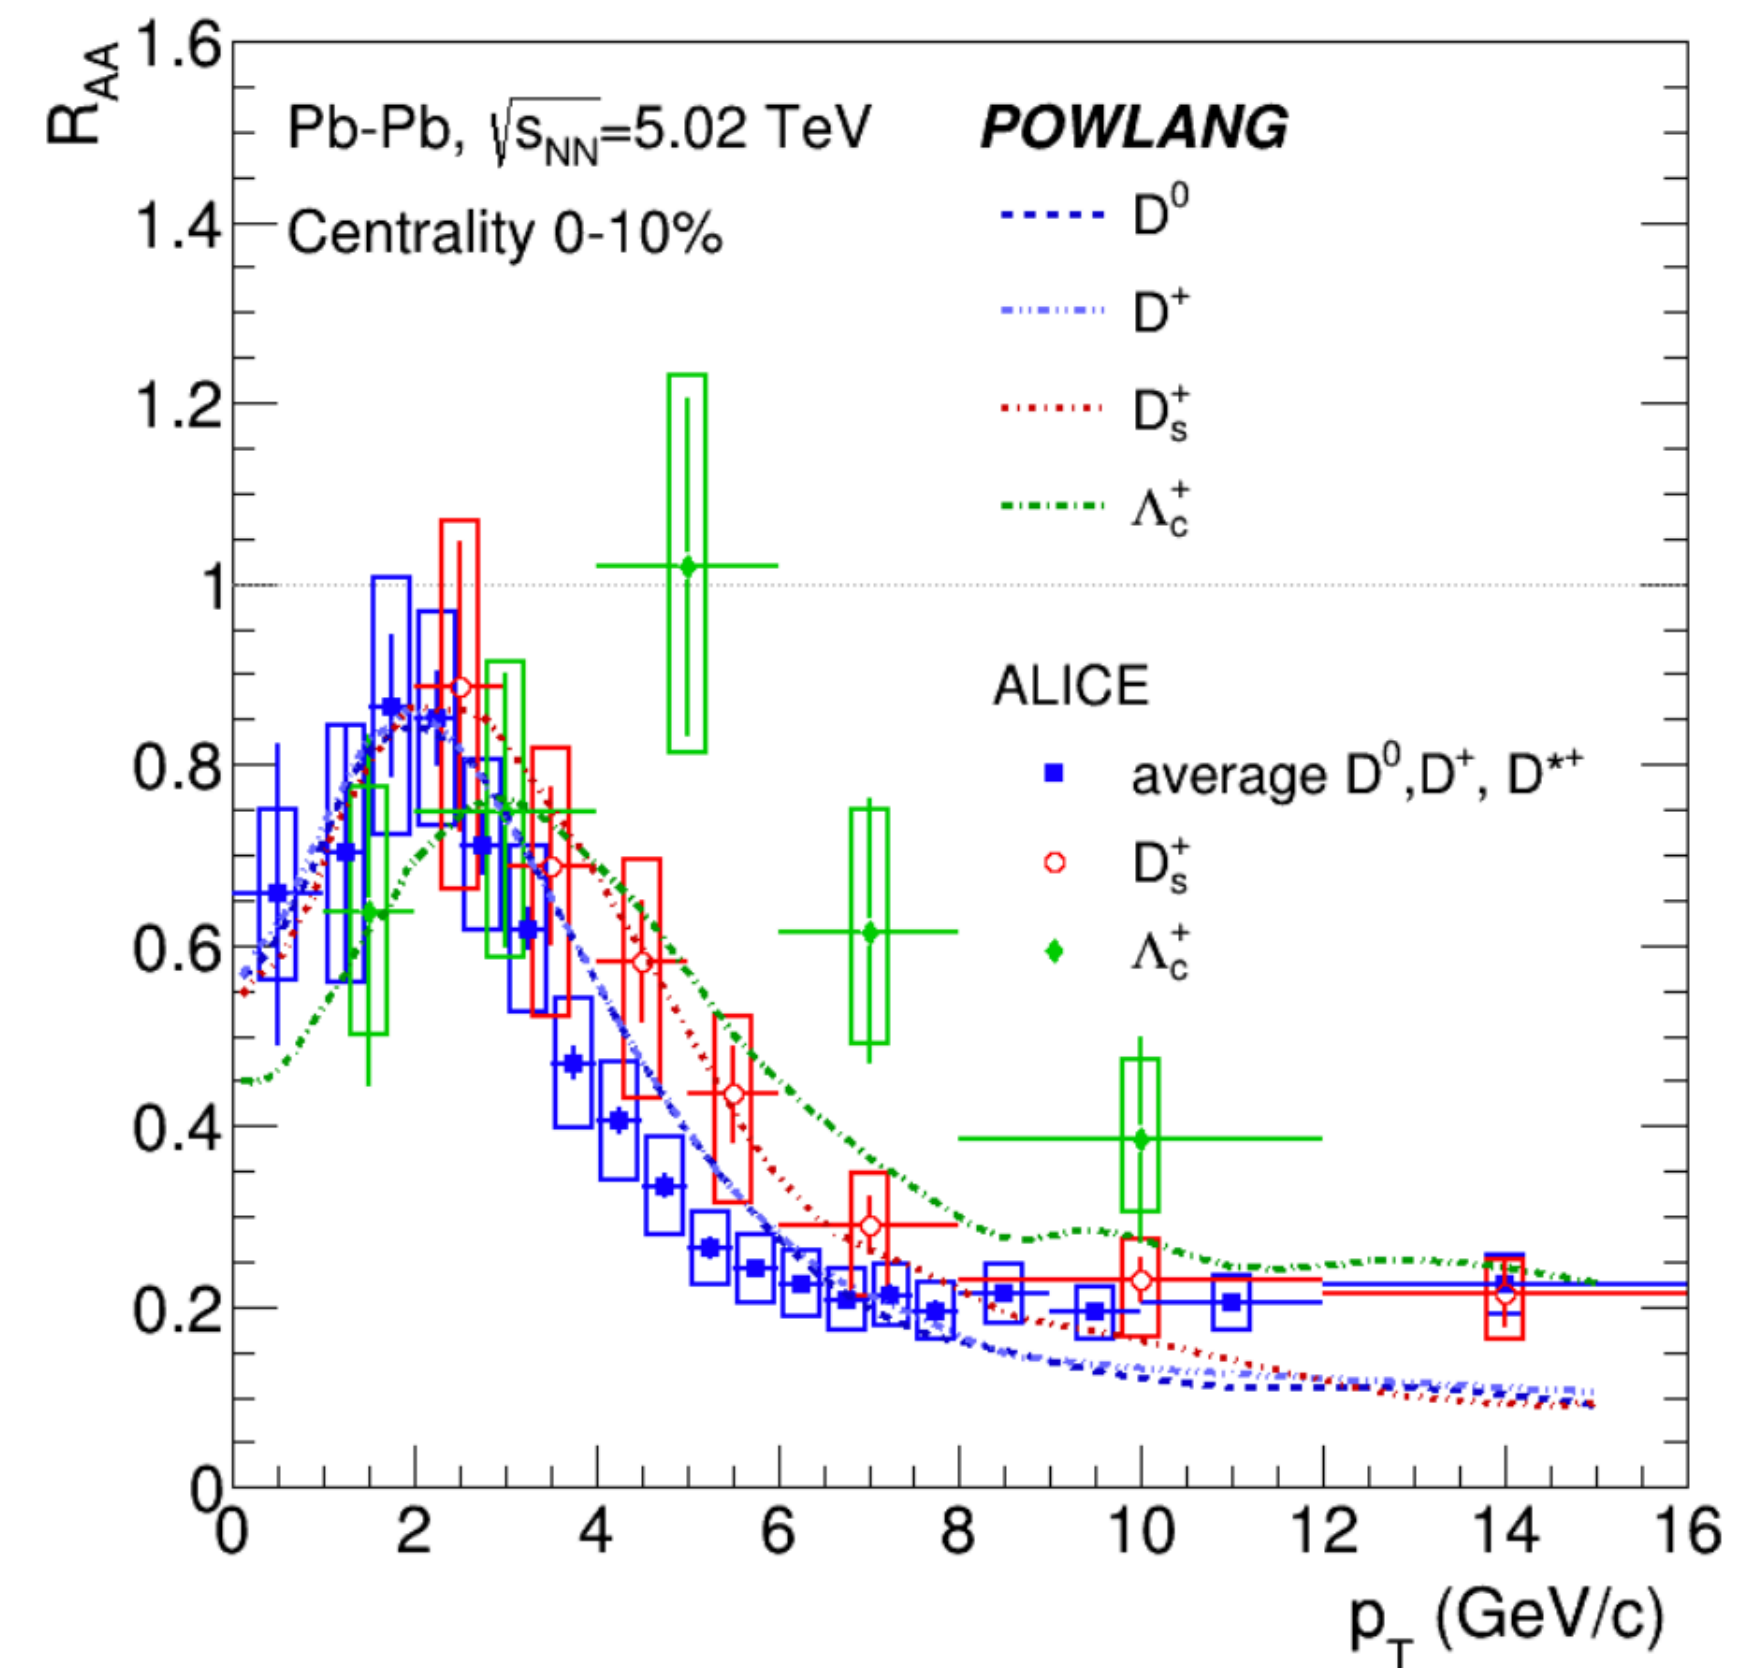 R_AA
1.6
1.4
1.2
1
0.8
0.6
0.4
0.2
0
Pb-Pb, √s_NN=5.02 TeV
Centrality 0-10%
POWLANG
D⁰
D⁺
D_s⁺
Λ_c⁺
ALICE
average D⁰,D⁺, D*⁺
D_s⁺
Λ_c⁺
0 2 4 6 8 10 12 14 16
p_T (GeV/c)